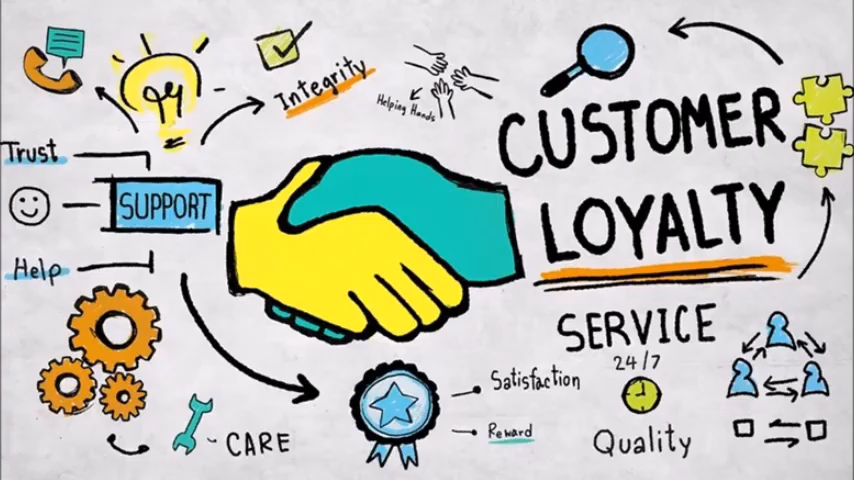 Integrity
Helping Hands
CUSTOMER
LOYALTY
Trust
SUPPORT
Help
SERVICE
24/7
Satisfaction
Reward
CARE
Quality